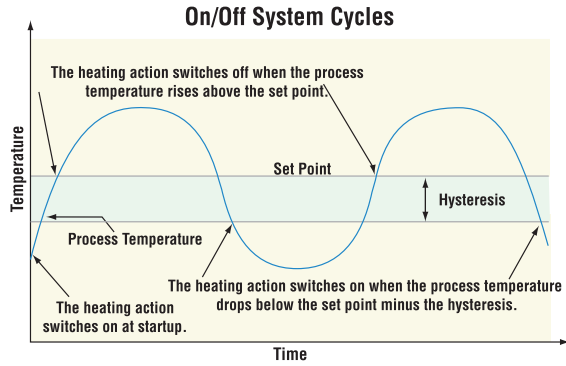 On/Off System Cycles
The heating action switches off when the process
temperature rises above the set point.
Temperature
Set Point
Hysteresis
Process Temperature
The heating action switches on when the process temperature
drops below the set point minus the hysteresis.
The heating action
switches on at startup.
Time